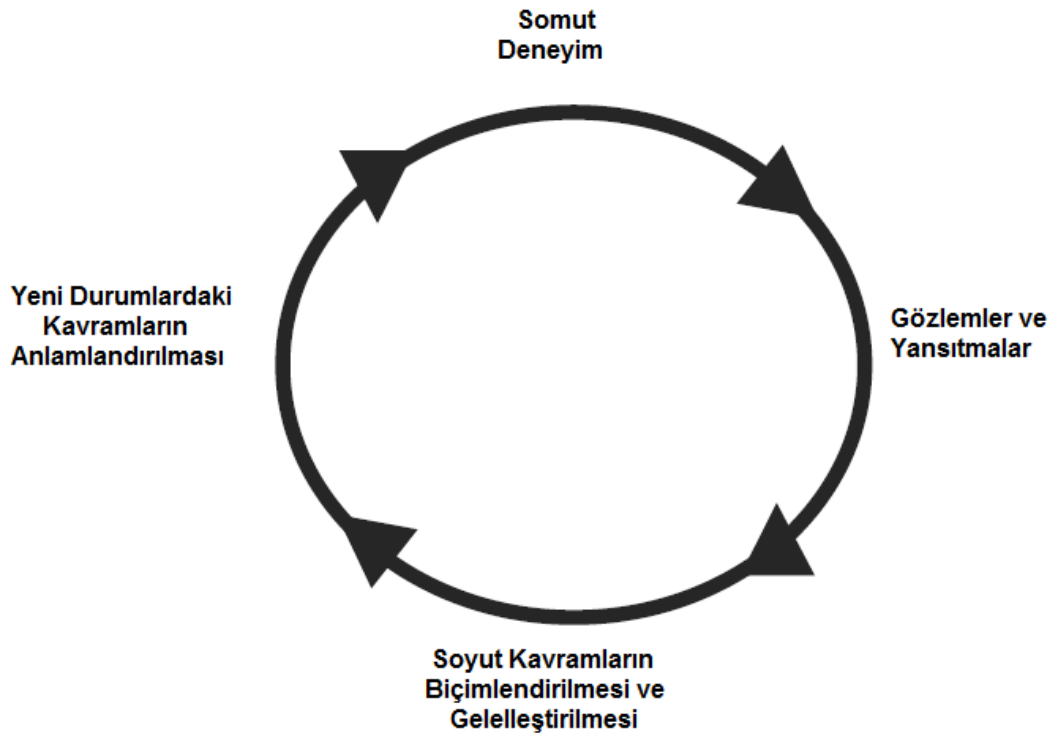 Somut
Deneyim
Yeni Durumlardaki
Kavramların
Anlamlandırılması
Gözlemler ve
Yansıtmalar
Soyut Kavramların
Biçimlendirilmesi ve
Gelelleştirilmesi